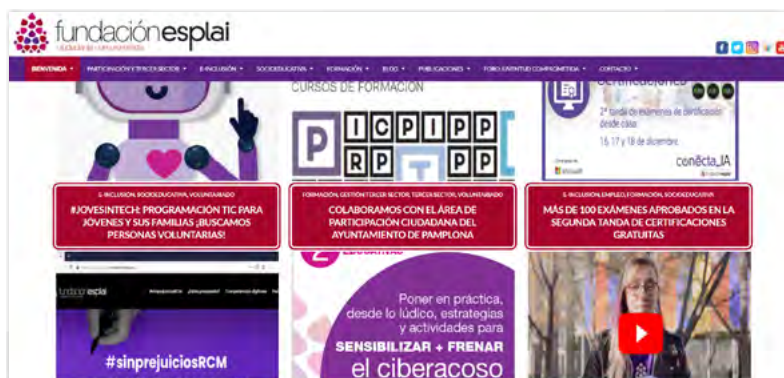 fundaciónesplai
BIENVENIDA
PARTICIPACIÓN Y TERCER SECTOR
E-INCLUSIÓN
SOCIOEDUCATIVA
FORMACIÓN
BLOG
PUBLICACIONES
FORO JUVENTUD COMPROMETIDA
CONTACTO
CURSOS DE FORMACIÓN
P I C P I P P
R P T P P
Certificaciones
2ª tanda de exámenes de certificación
desde casa
16, 17 y 18 de diciembre
Microsoft
conecta_IA
E-INCLUSIÓN, SOCIOEDUCATIVA, VOLUNTARIADO
#JOVESINTECH: PROGRAMACIÓN TIC PARA
JÓVENES Y SUS FAMILIAS ¡BUSCAMOS
PERSONAS VOLUNTARIAS!
FORMACIÓN, GESTIÓN TERCER SECTOR, TERCER SECTOR, VOLUNTARIADO
COLABORAMOS CON EL ÁREA DE
PARTICIPACIÓN CIUDADANA DEL
AYUNTAMIENTO DE PAMPLONA
E-INCLUSIÓN, EMPLEO, FORMACIÓN, SOCIOEDUCATIVA
MÁS DE 100 EXÁMENES APROBADOS EN LA
SEGUNDA TANDA DE CERTIFICACIONES
GRATUITAS
fundaciónesplai
#sinprejuiciosRCM
2
EDUCATIVAS
Poner en práctica,
desde lo lúdico, estrategias
y actividades para
SENSIBILIZAR + FRENAR
el ciberacoso